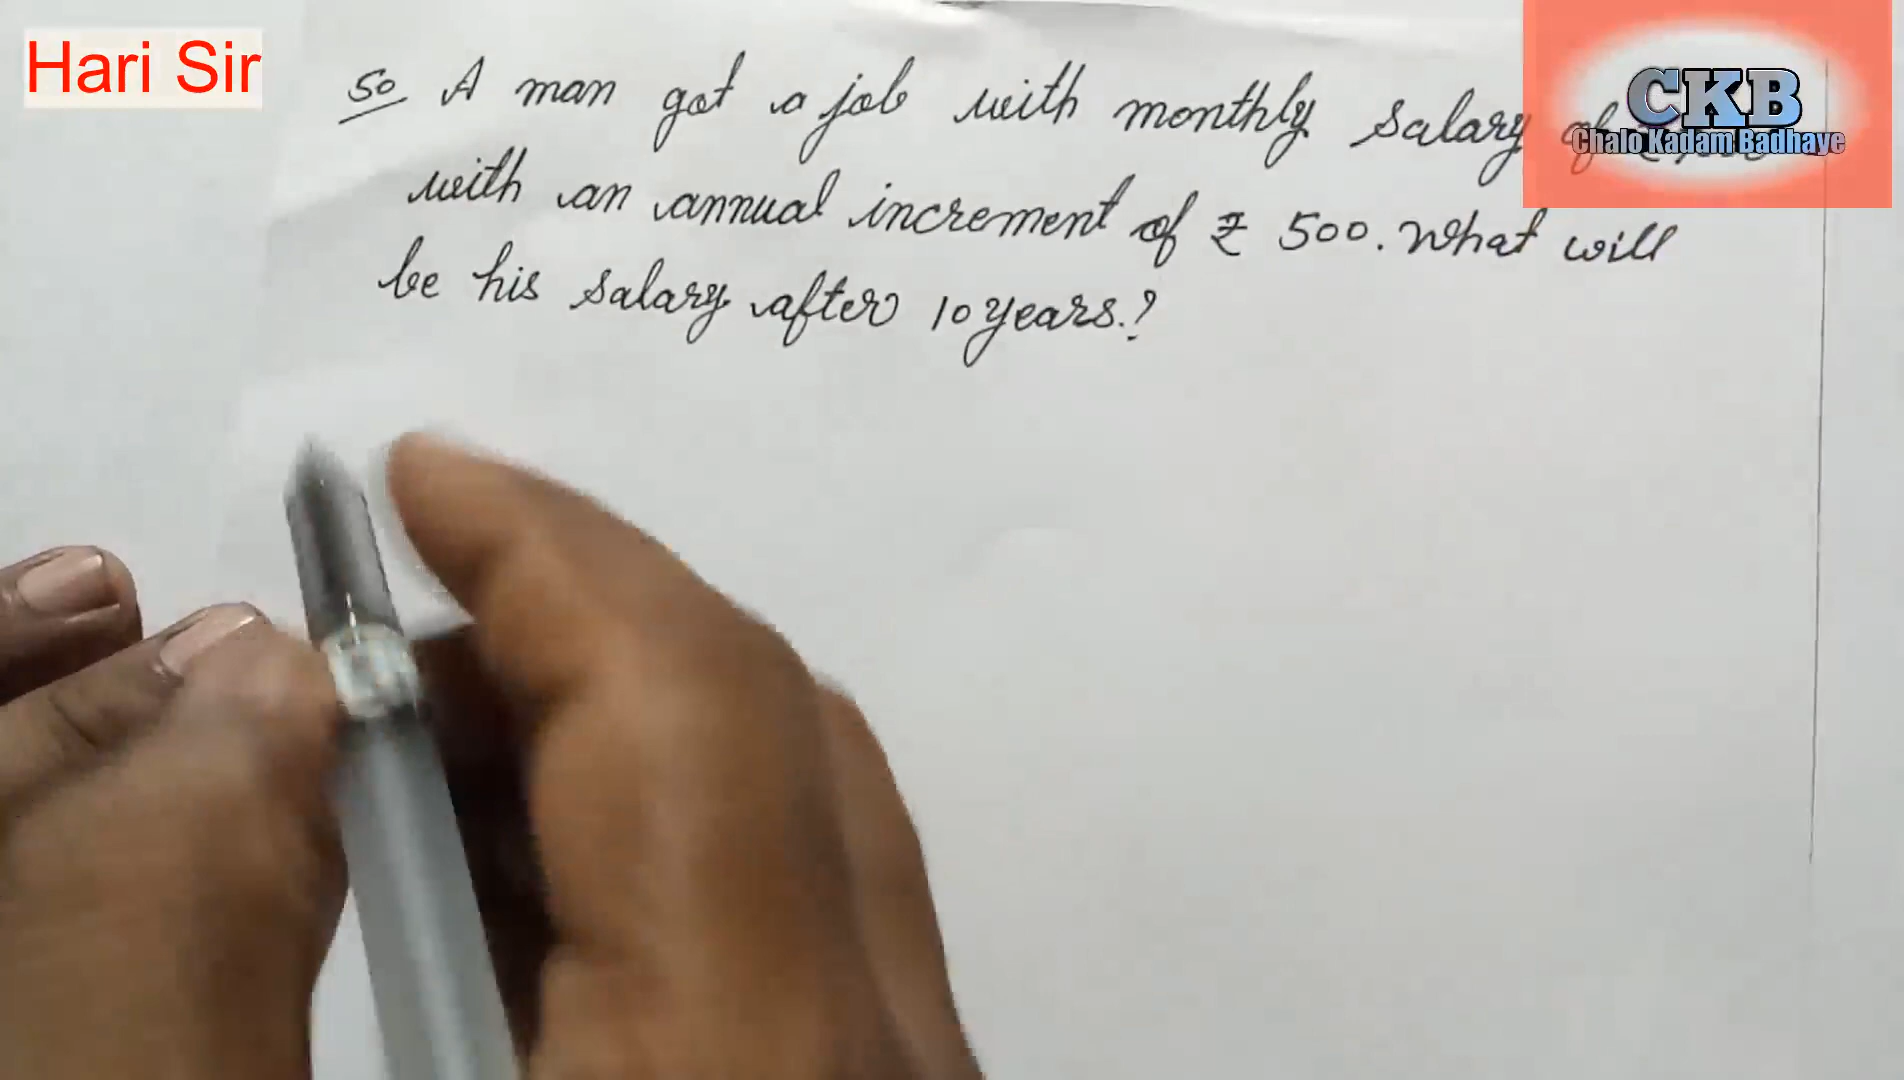 Hari Sir
50 A man got a job with monthly salary of
with an annual increment of ₹ 500. What will
be his salary after 10 years.?
CKB
Chalo Kadam Badhaye